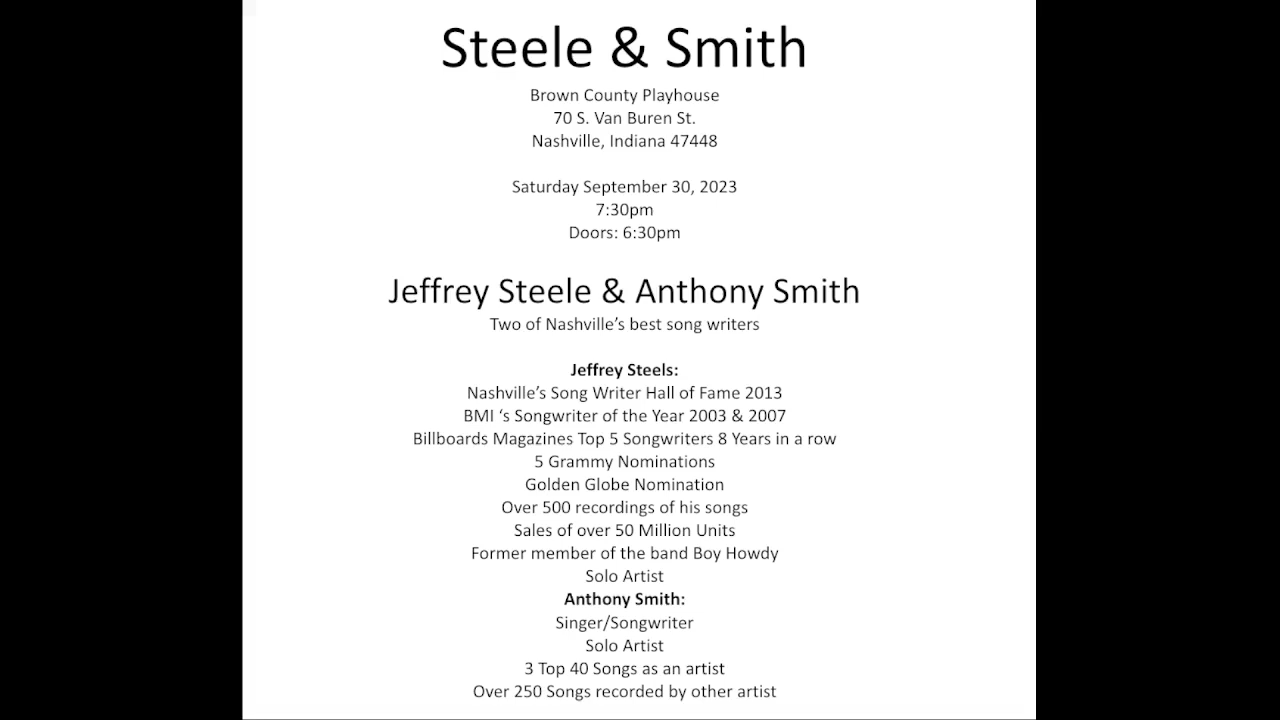 Steele & Smith
Brown County Playhouse
70 S. Van Buren St.
Nashville, Indiana 47448
Saturday September 30, 2023
7:30pm
Doors: 6:30pm
Jeffrey Steele & Anthony Smith
Two of Nashville’s best song writers
Jeffrey Steels:
Nashville’s Song Writer Hall of Fame 2013
BMI ‘s Songwriter of the Year 2003 & 2007
Billboards Magazines Top 5 Songwriters 8 Years in a row
5 Grammy Nominations
Golden Globe Nomination
Over 500 recordings of his songs
Sales of over 50 Million Units
Former member of the band Boy Howdy
Solo Artist
Anthony Smith:
Singer/Songwriter
Solo Artist
3 Top 40 Songs as an artist
Over 250 Songs recorded by other artist